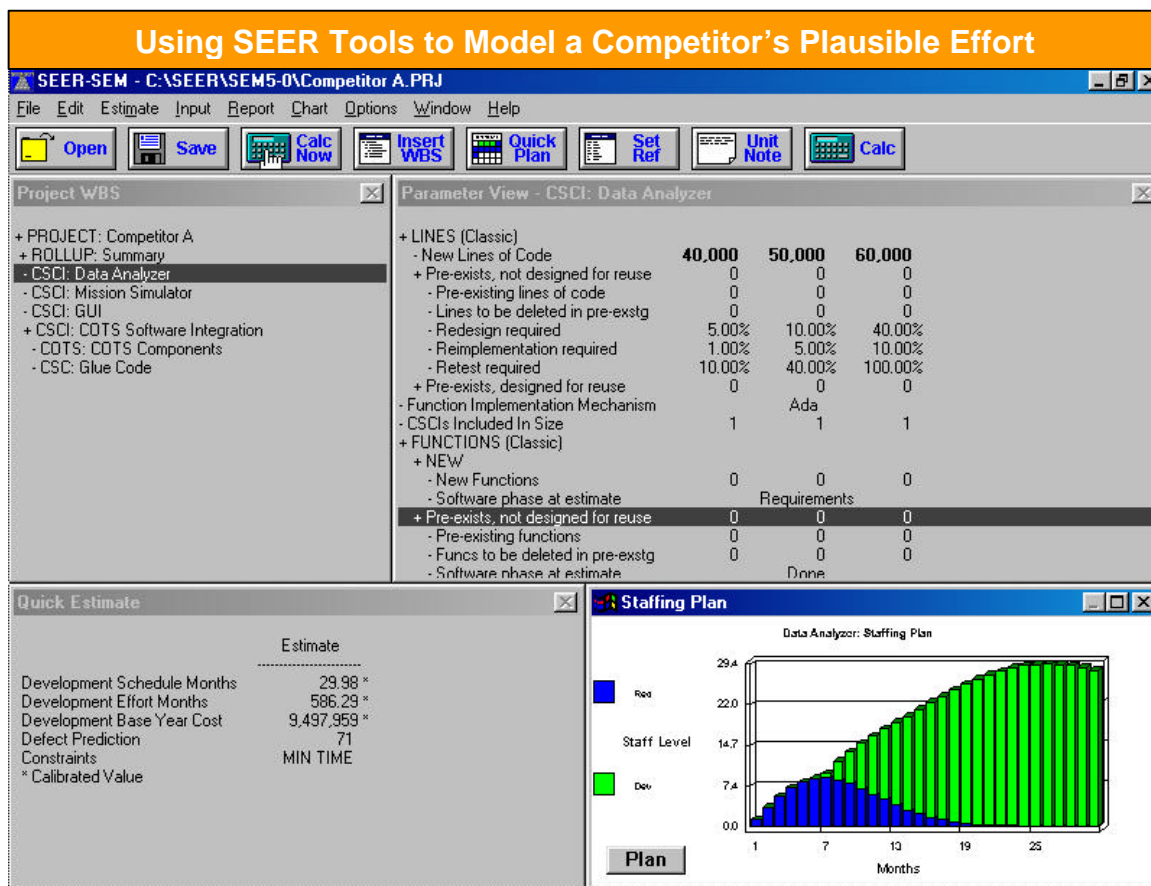 Using SEER Tools to Model a Competitor's Plausible Effort
SEER-SEM - C:\SEER\SEM5-0\Competitor A.PRJ
File Edit Estimate Input Report Chart Options Window Help
Open Save Calc Now Insert WBS Quick Plan Set Ref Unit Note Calc
Project WBS
+ PROJECT: Competitor A
+ ROLLUP: Summary
- CSCI: Data Analyzer
- CSCI: Mission Simulator
- CSCI: GUI
+ CSCI: COTS Software Integration
- COTS: COTS Components
- CSC: Glue Code
Parameter View - CSCI: Data Analyzer
+ LINES (Classic)
- New Lines of Code 40,000 50,000 60,000
+ Pre-exists, not designed for reuse 0 0 0
- Pre-existing lines of code 0 0 0
- Lines to be deleted in pre-exstg 0 0 0
- Redesign required 5.00% 10.00% 40.00%
- Reimplementation required 1.00% 5.00% 10.00%
- Retest required 10.00% 40.00% 100.00%
+ Pre-exists, designed for reuse 0 0 0
- Function Implementation Mechanism Ada
- CSCIs Included In Size 1 1 1
+ FUNCTIONS (Classic)
+ NEW
- New Functions 0 0 0
- Software phase at estimate Requirements
+ Pre-exists, not designed for reuse 0 0 0
- Pre-existing functions 0 0 0
- Funcs to be deleted in pre-exstg 0 0 0
- Software phase at estimate Done
Quick Estimate
Estimate
-----------------------
Development Schedule Months 29.98 *
Development Effort Months 586.29 *
Development Base Year Cost 9,497,959 *
Defect Prediction 71
Constraints MIN TIME
* Calibrated Value
Staffing Plan
Data Analyzer: Staffing Plan
29.4
22.0
14.7
7.4
0.0
Req
Staff Level
Dev
1 7 13 19 25
Months
Plan